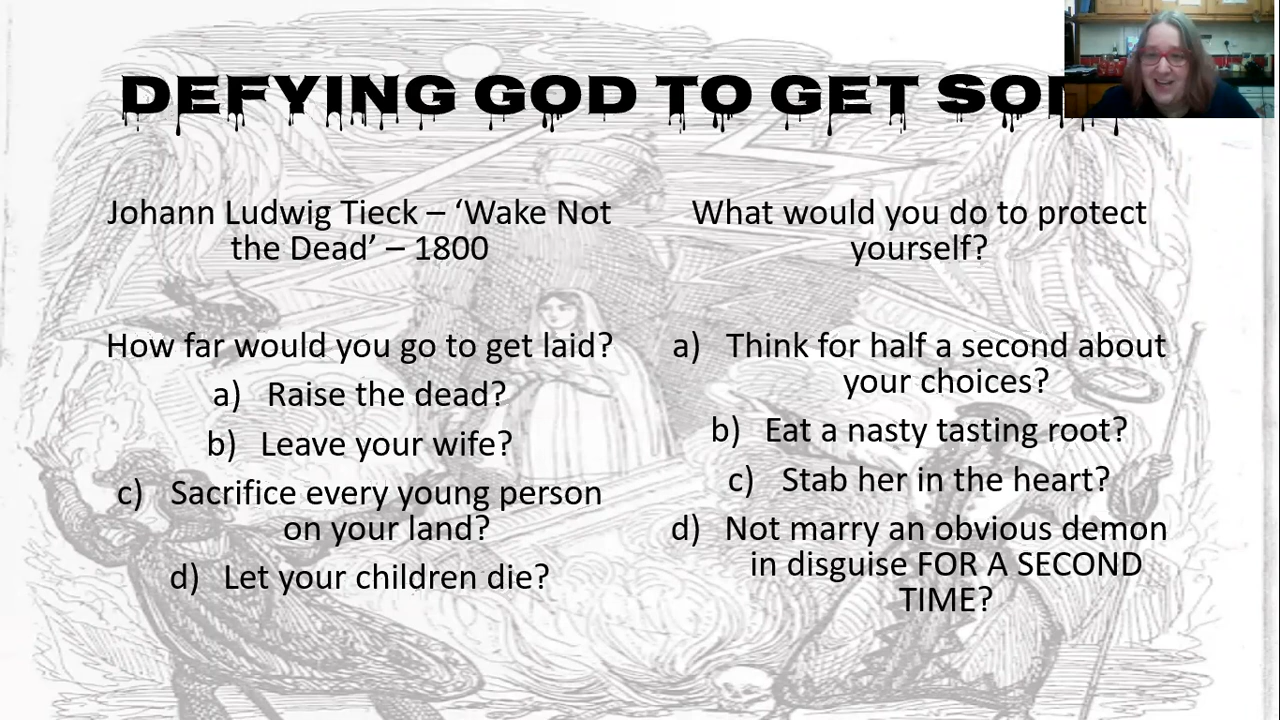 DEFYING GOD TO GET
Johann Ludwig Tieck – ‘Wake Not
the Dead’ – 1800
How far would you go to get laid?
a) Raise the dead?
b) Leave your wife?
c) Sacrifice every young person
on your land?
d) Let your children die?
What would you do to protect
yourself?
a) Think for half a second about
your choices?
b) Eat a nasty tasting root?
c) Stab her in the heart?
d) Not marry an obvious demon
in disguise FOR A SECOND
TIME?